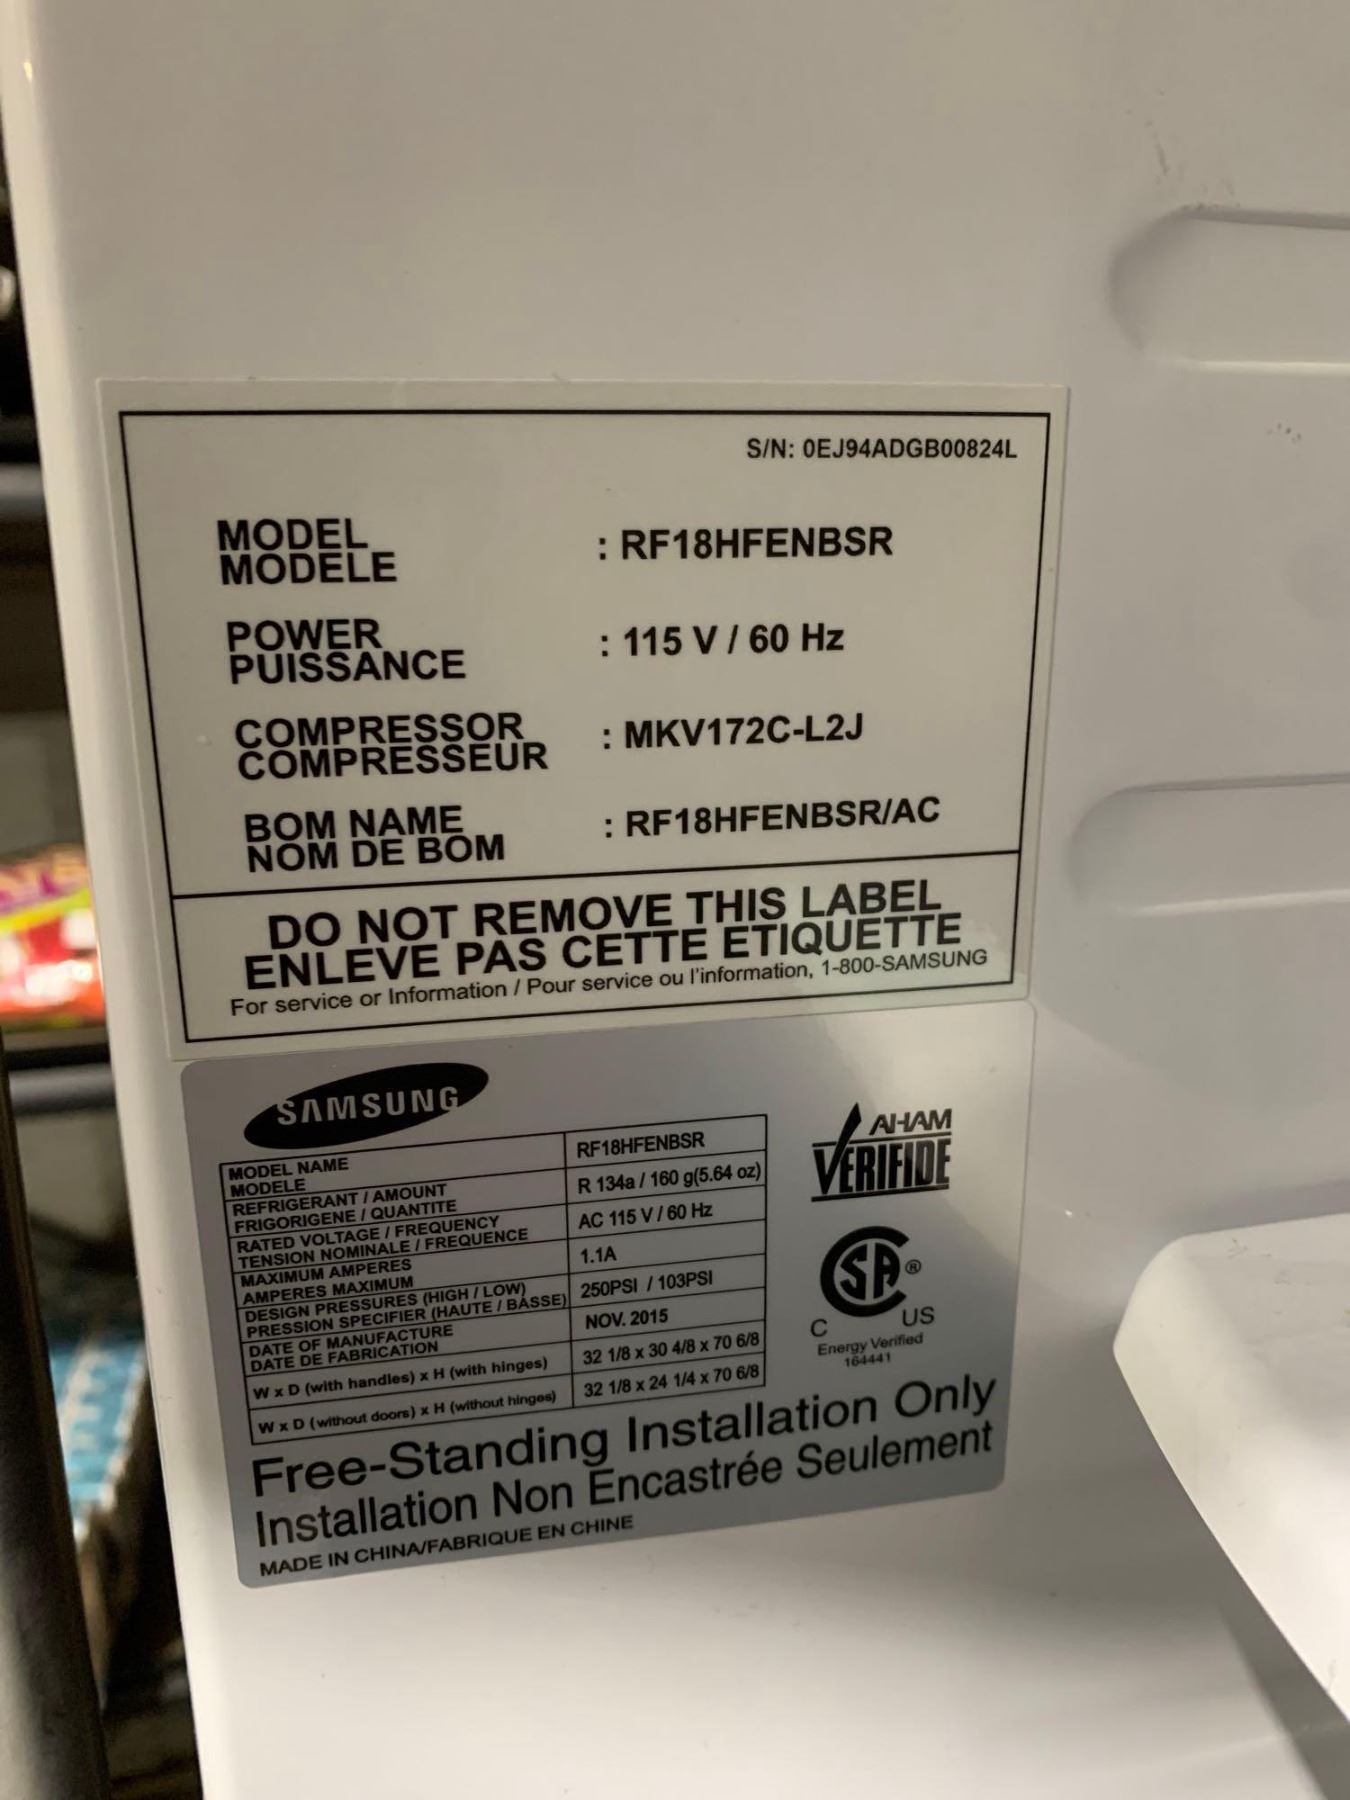 S/N: 0EJ94ADGB00824L
MODEL
MODELE
: RF18HFENBSR
POWER
PUISSANCE
: 115 V / 60 Hz
COMPRESSOR
COMPRESSEUR
: MKV172C-L2J
BOM NAME
NOM DE BOM
: RF18HFENBSR/AC
DO NOT REMOVE THIS LABEL
ENLEVE PAS CETTE ETIQUETTE
For service or Information / Pour service ou l'information, 1-800-SAMSUNG
SAMSUNG
MODEL NAME
MODELE
RF18HFENBSR
REFRIGERANT / AMOUNT
FRIGORIGENE / QUANTITE
R 134a / 160 g(5.64 oz)
RATED VOLTAGE / FREQUENCY
TENSION NOMINALE / FREQUENCE
AC 115 V / 60 Hz
MAXIMUM AMPERES
AMPERES MAXIMUM
1.1A
DESIGN PRESSURES (HIGH / LOW)
PRESSION SPECIFIER (HAUTE / BASSE)
250PSI / 103PSI
DATE OF MANUFACTURE
DATE DE FABRICATION
NOV. 2015
W x D (with handles) x H (with hinges)
32 1/8 x 30 4/8 x 70 6/8
W x D (without doors) x H (without hinges)
32 1/8 x 24 1/4 x 70 6/8
AHAM
VERIFIDE
SA®
C US
Energy Verified
164441
Free-Standing Installation Only
Installation Non Encastrée Seulement
MADE IN CHINA/FABRIQUE EN CHINE